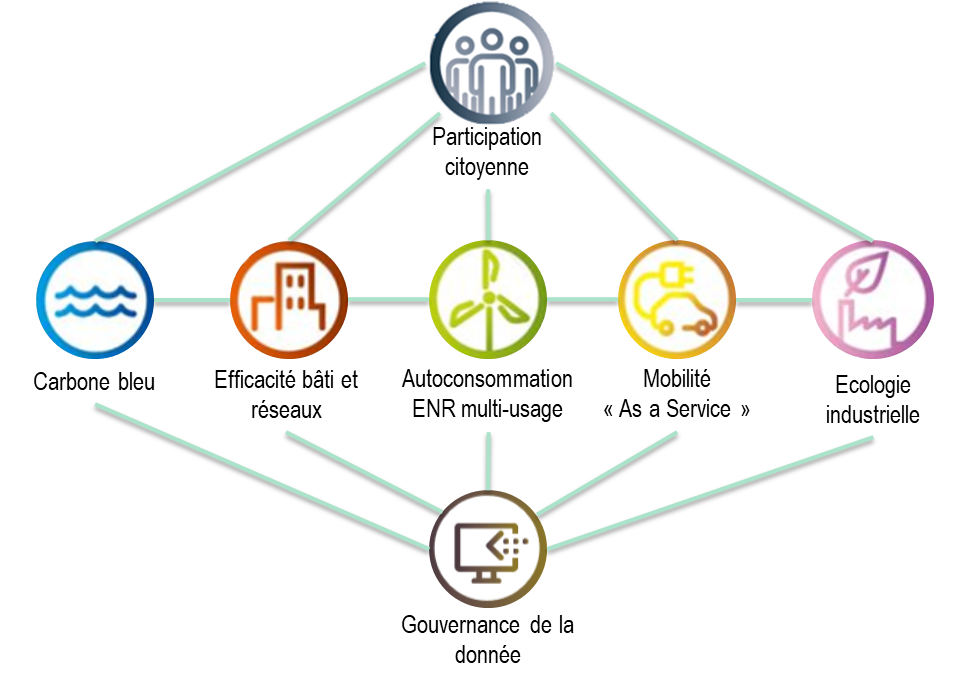 Participation
citoyenne
Carbone bleu
Efficacité bâti et
réseaux
Autoconsommation
ENR multi-usage
Mobilité
« As a Service »
Ecologie
industrielle
Gouvernance de la
donnée